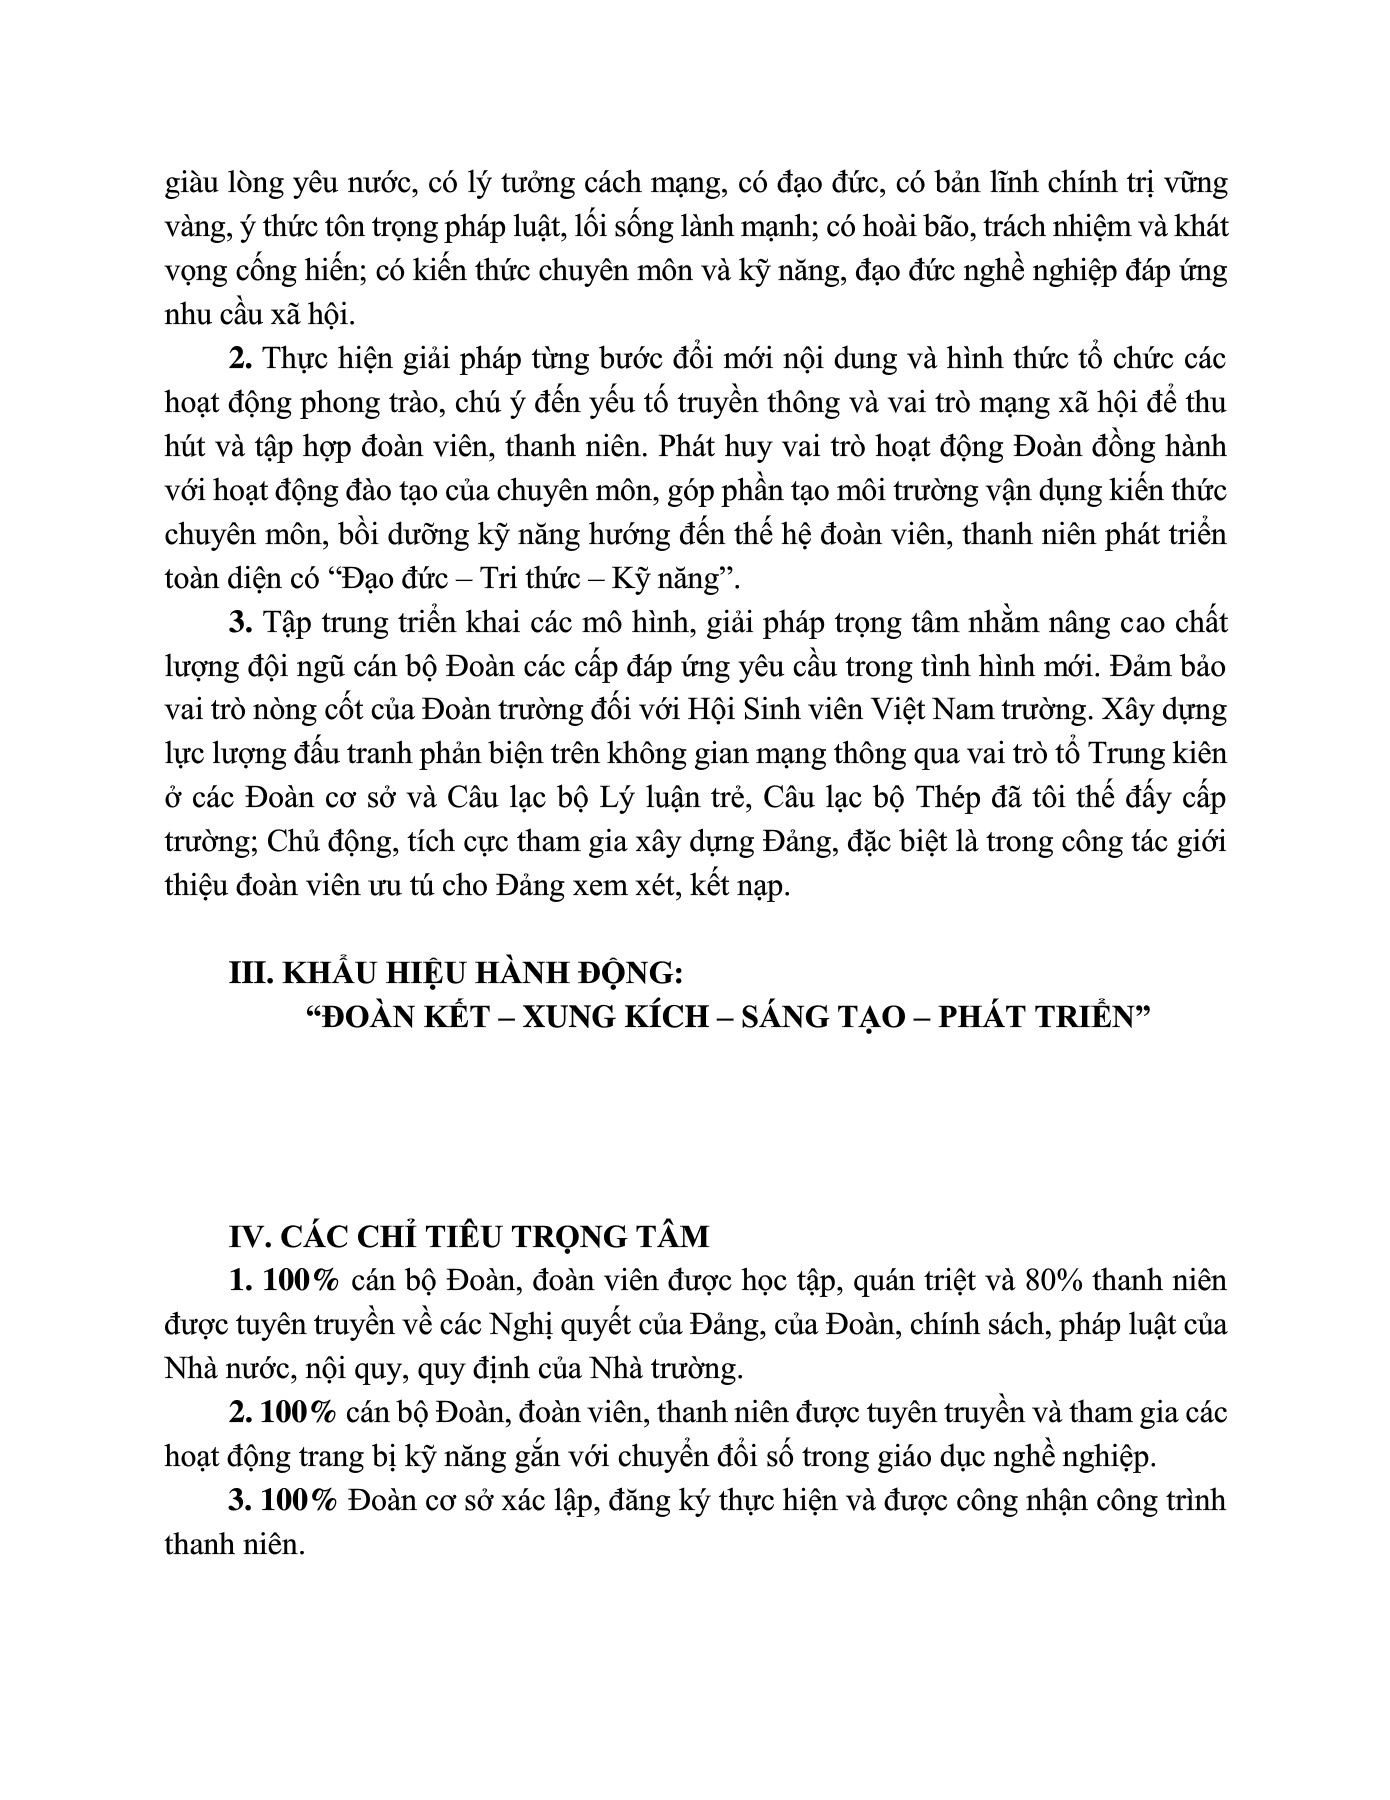 giàu lòng yêu nước, có lý tưởng cách mạng, có đạo đức, có bản lĩnh chính trị vững
vàng, ý thức tôn trọng pháp luật, lối sống lành mạnh; có hoài bão, trách nhiệm và khát
vọng cống hiến; có kiến thức chuyên môn và kỹ năng, đạo đức nghề nghiệp đáp ứng
nhu cầu xã hội.
2. Thực hiện giải pháp từng bước đổi mới nội dung và hình thức tổ chức các
hoạt động phong trào, chú ý đến yếu tố truyền thông và vai trò mạng xã hội để thu
hút và tập hợp đoàn viên, thanh niên. Phát huy vai trò hoạt động Đoàn đồng hành
với hoạt động đào tạo của chuyên môn, góp phần tạo môi trường vận dụng kiến thức
chuyên môn, bồi dưỡng kỹ năng hướng đến thế hệ đoàn viên, thanh niên phát triển
toàn diện có “Đạo đức – Tri thức – Kỹ năng”.
3. Tập trung triển khai các mô hình, giải pháp trọng tâm nhằm nâng cao chất
lượng đội ngũ cán bộ Đoàn các cấp đáp ứng yêu cầu trong tình hình mới. Đảm bảo
vai trò nòng cốt của Đoàn trường đối với Hội Sinh viên Việt Nam trường. Xây dựng
lực lượng đấu tranh phản biện trên không gian mạng thông qua vai trò tổ Trung kiên
ở các Đoàn cơ sở và Câu lạc bộ Lý luận trẻ, Câu lạc bộ Thép đã tôi thế đấy cấp
trường; Chủ động, tích cực tham gia xây dựng Đảng, đặc biệt là trong công tác giới
thiệu đoàn viên ưu tú cho Đảng xem xét, kết nạp.
III. KHẨU HIỆU HÀNH ĐỘNG:
“ĐOÀN KẾT – XUNG KÍCH – SÁNG TẠO – PHÁT TRIỂN”
IV. CÁC CHỈ TIÊU TRỌNG TÂM
1. 100% cán bộ Đoàn, đoàn viên được học tập, quán triệt và 80% thanh niên
được tuyên truyền về các Nghị quyết của Đảng, của Đoàn, chính sách, pháp luật của
Nhà nước, nội quy, quy định của Nhà trường.
2. 100% cán bộ Đoàn, đoàn viên, thanh niên được tuyên truyền và tham gia các
hoạt động trang bị kỹ năng gắn với chuyển đổi số trong giáo dục nghề nghiệp.
3. 100% Đoàn cơ sở xác lập, đăng ký thực hiện và được công nhận công trình
thanh niên.